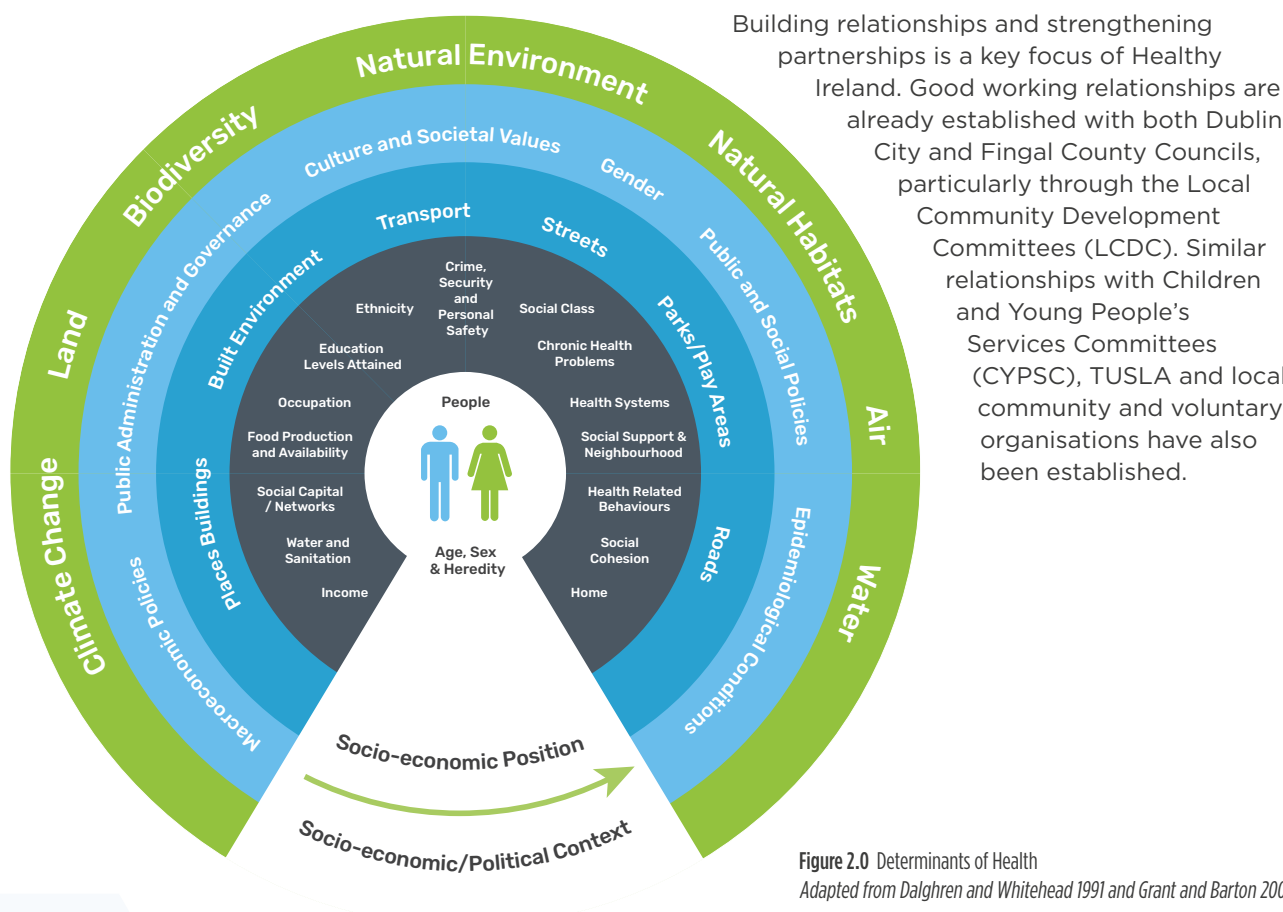 Building relationships and strengthening
partnerships is a key focus of Healthy
Ireland. Good working relationships are
already established with both Dublin
City and Fingal County Councils,
particularly through the Local
Community Development
Committees (LCDC). Similar
relationships with Children
and Young People’s
Services Committees
(CYPSC), TUSLA and local
community and voluntary
organisations have also
been established.
Climate Change
Land
Biodiversity
Natural Environment
Natural Habitats
Air
Water
Macroeconomic Policies
Public Administration and Governance
Culture and Societal Values
Gender
Public and Social Policies
Epidemiological Conditions
Places Buildings
Built Environment
Transport
Streets
Parks/Play Areas
Roads
Income
Water and
Sanitation
Social Capital
/ Networks
Food Production
and Availability
Occupation
Education
Levels Attained
Ethnicity
Crime,
Security
and
Personal
Safety
Social Class
Chronic Health
Problems
Health Systems
Social Support &
Neighbourhood
Health Related
Behaviours
Social
Cohesion
Home
People
Age, Sex
& Heredity
Socio-economic Position
Socio-economic/Political Context
Figure 2.0 Determinants of Health
Adapted from Dalghren and Whitehead 1991 and Grant and Barton